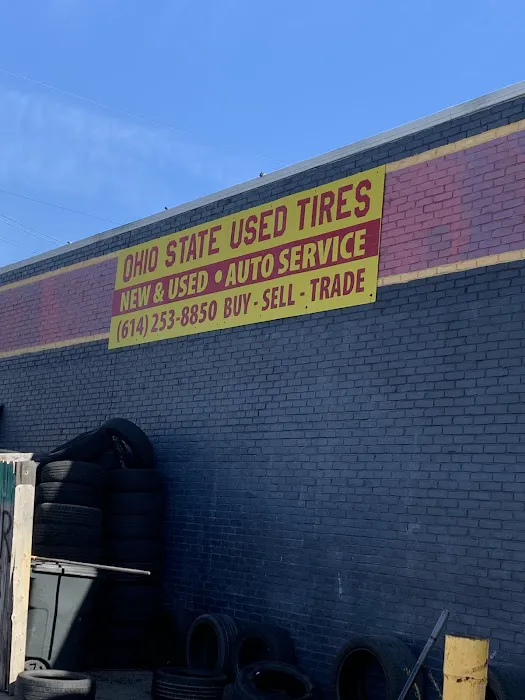 OHIO STATE USED TIRES
NEW & USED • AUTO SERVICE
(614) 253-8850 BUY - SELL - TRADE